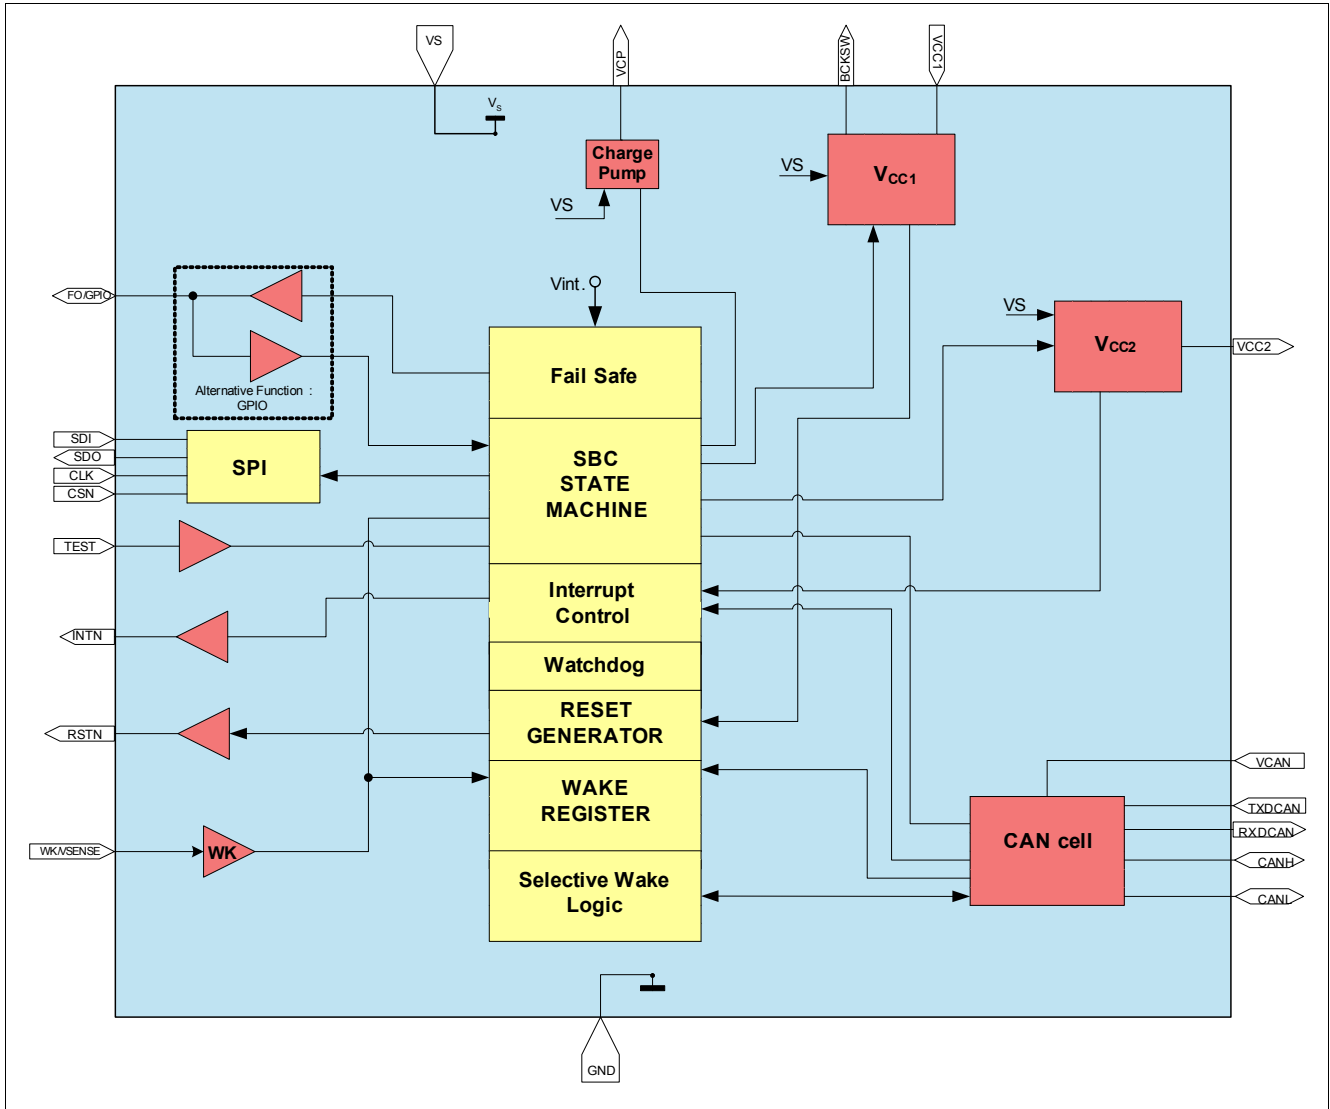 VS
VCP
BCKSW
VCC1
Vs
Charge
Pump
VS
VS
VCC1
Vint.
VS
VCC2
VCC2
FO/GPIO
Alternative Function :
GPIO
Fail Safe
SDI
SDO
CLK
CSN
SPI
SBC
STATE
MACHINE
TEST
Interrupt
Control
INTN
Watchdog
RESET
GENERATOR
RSTN
WAKE
REGISTER
WK/VSENSE
WK
Selective Wake
Logic
CAN cell
VCAN
TXDCAN
RXDCAN
CANH
CANL
GND